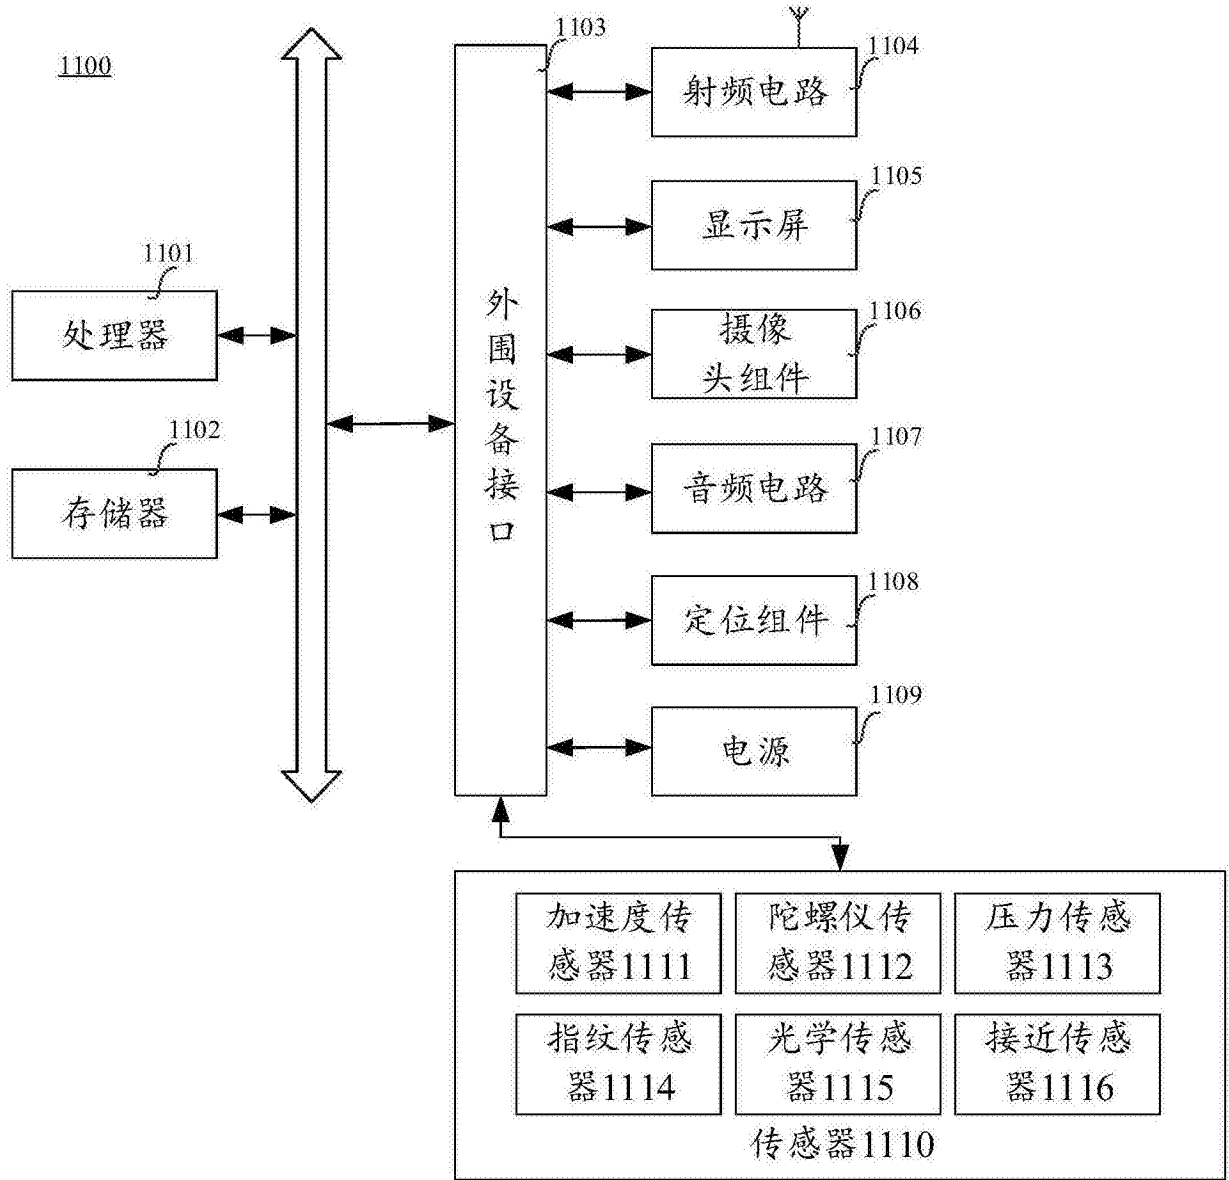 1100
1101
处理器
1102
存储器
1103
外围设备接口
1104
射频电路
1105
显示屏
1106
摄像
头组件
1107
音频电路
1108
定位组件
1109
电源
加速度传
感器1111
陀螺仪传
感器1112
压力传感
器1113
指纹传感
器1114
光学传感
器1115
接近传感
器1116
传感器1110